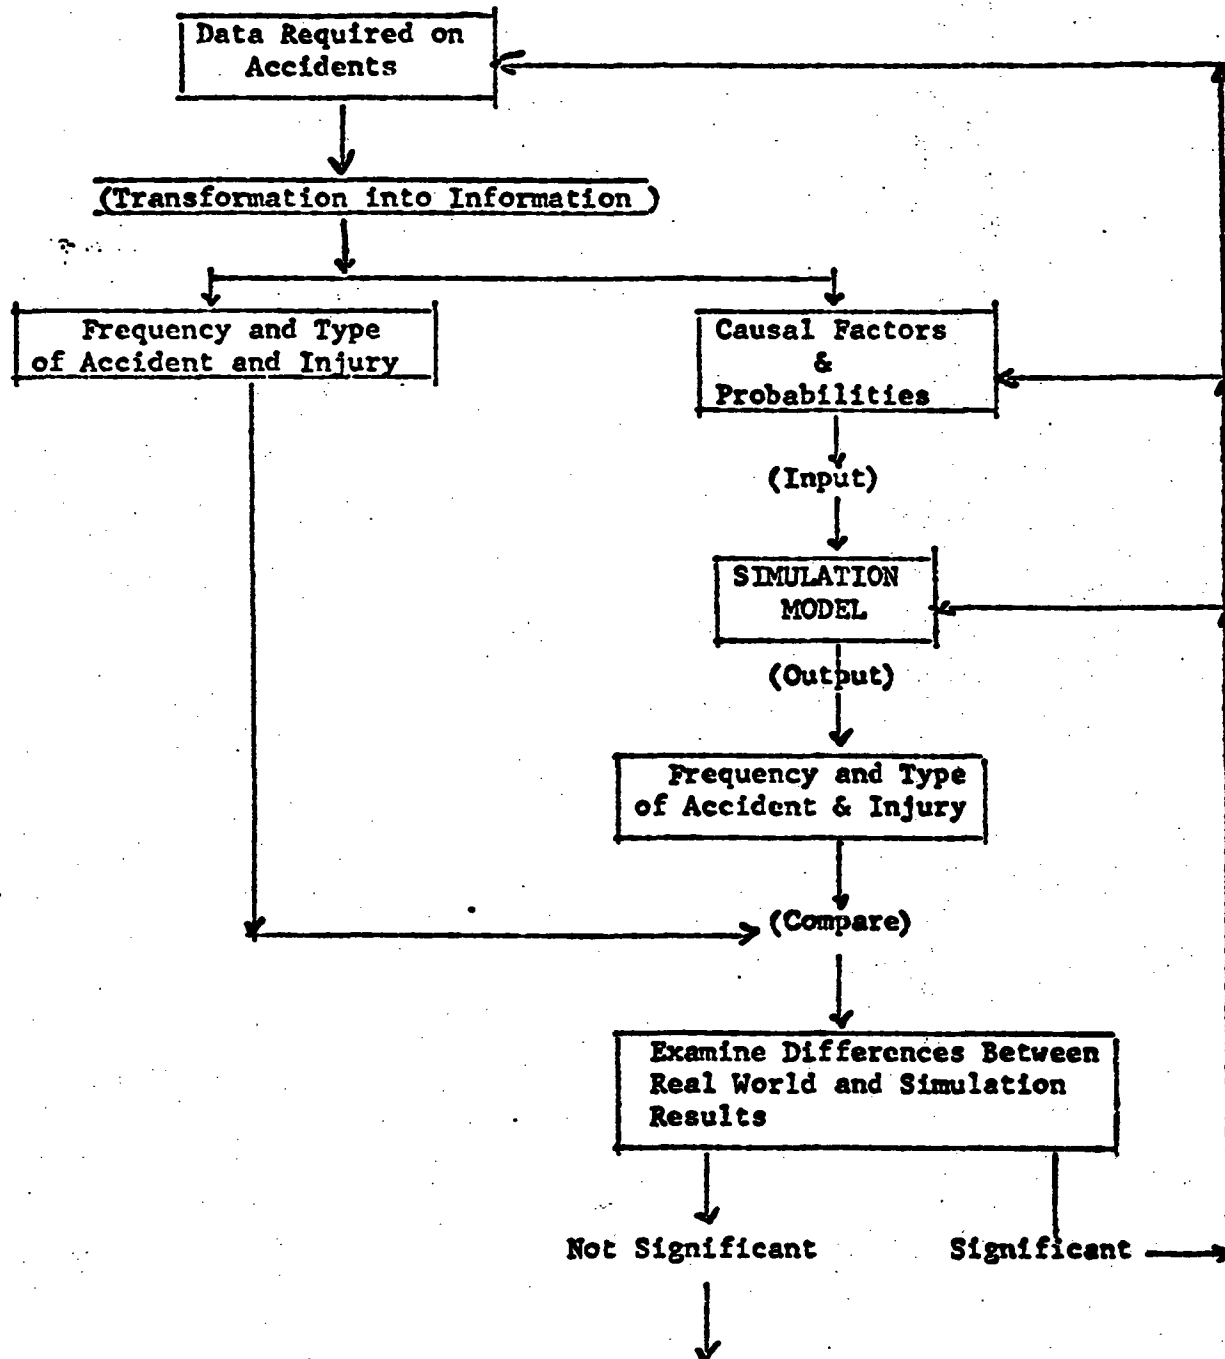 Data Required on
Accidents
(Transformation into Information )
Frequency and Type
of Accident and Injury
Causal Factors
&
Probabilities
(Input)
SIMULATION
MODEL
(Output)
Frequency and Type
of Accident & Injury
(Compare)
Examine Differences Between
Real World and Simulation
Results
Not Significant
Significant